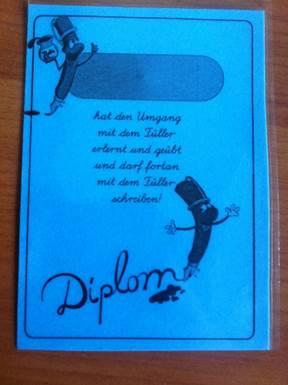 hat den Umgang
mit dem Füller
erlernt und geübt
und darf fortan
mit dem Füller
schreiben!
Diplom